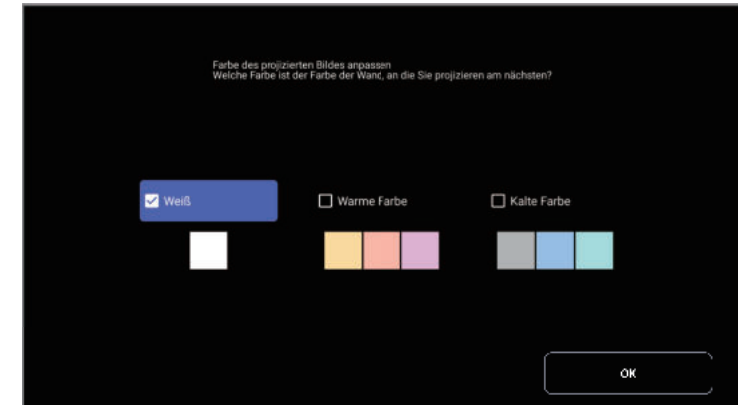 Farbe des projizierten Bildes anpassen
Welche Farbe ist der Farbe der Wand, an die Sie projizieren am nächsten?
Weiß
Warme Farbe
Kalte Farbe
OK